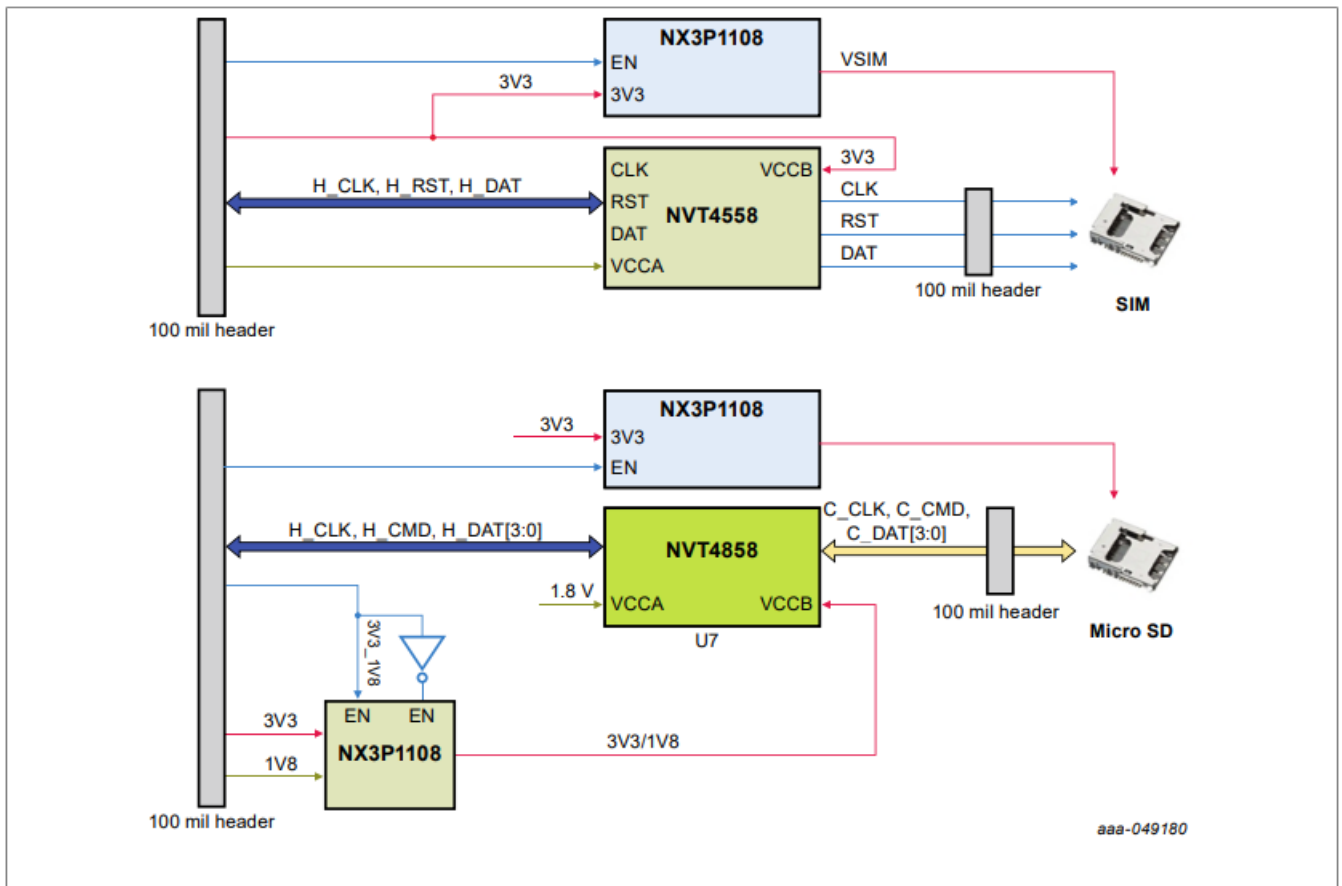 NX3P1108
EN
3V3
3V3
VSIM
H_CLK, H_RST, H_DAT
CLK
RST
DAT
VCCA
VCCB
NVT4558
3V3
CLK
RST
DAT
100 mil header
SIM
100 mil header
NX3P1108
3V3
3V3
EN
H_CLK, H_CMD, H_DAT[3:0]
NVT4858
C_CLK, C_CMD,
C_DAT[3:0]
1.8 V
VCCA
VCCB
U7
100 mil header
Micro SD
3V3_1V8
EN
EN
3V3
NX3P1108
1V8
3V3/1V8
100 mil header
aaa-049180